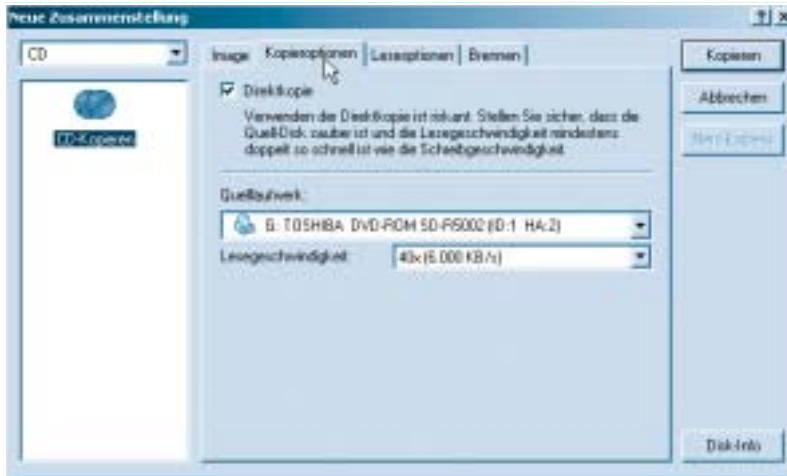 Neue Zusammenstellung
CD
CD-Kopieren
Image Kopieroptionen Leseoptionen Brennen
Direktkopie
Verwenden der Direktkopie ist riskant. Stellen Sie sicher, dass die
Quell-Disk sauber ist und die Lesegeschwindigkeit mindestens
doppelt so schnell ist wie die Schreibgeschwindigkeit
Quelllaufwerk:
G: TOSHIBA DVD-ROM SD-R5002 (ID:1 HA:2)
Lesegeschwindigkeit:
40x (6.000 KB/s)
Kopieren
Abbrechen
Nero Express
Disk-Info